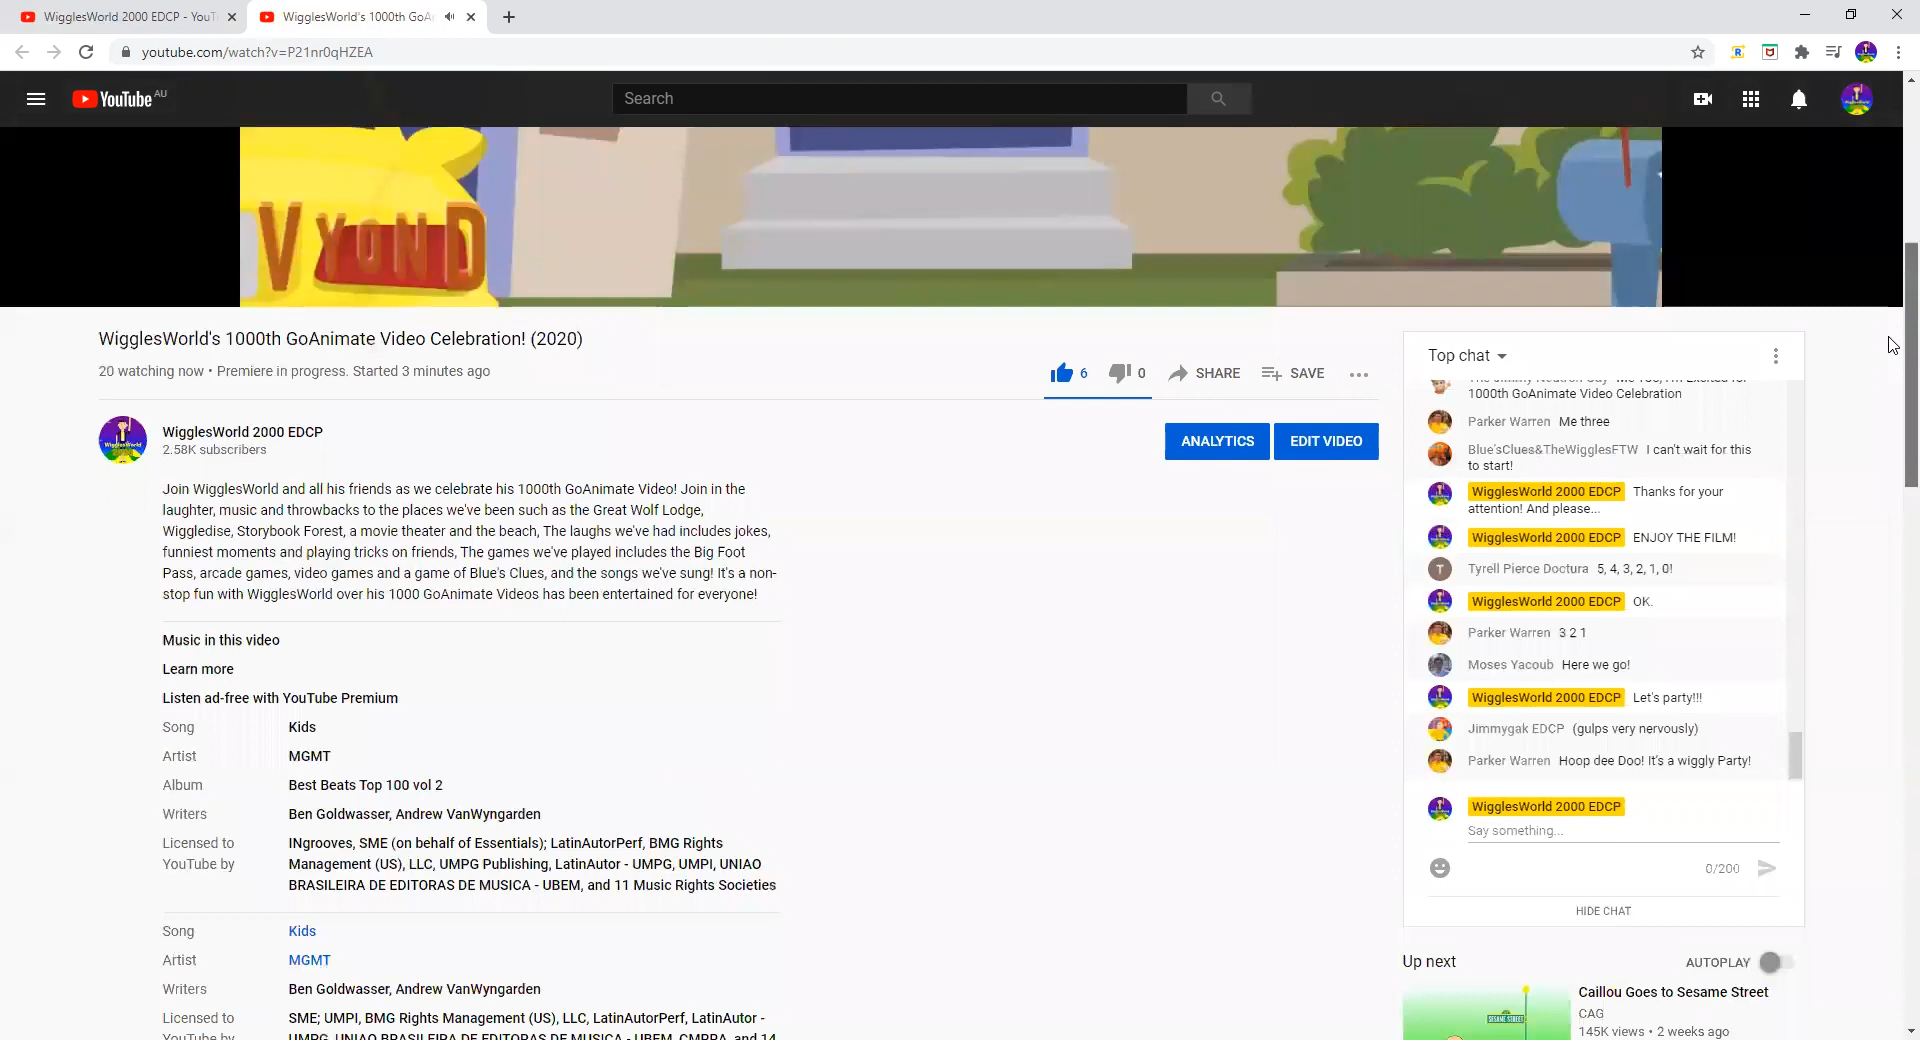 WigglesWorld 2000 EDCP - YouT
WigglesWorld's 1000th GoA
youtube.com/watch?v=P21nr0qHZEA
YouTube AU
Search
VYOND
WigglesWorld's 1000th GoAnimate Video Celebration! (2020)
20 watching now • Premiere in progress. Started 3 minutes ago
6
0
SHARE
SAVE
WigglesWorld 2000 EDCP
2.58K subscribers
ANALYTICS
EDIT VIDEO
Join WigglesWorld and all his friends as we celebrate his 1000th GoAnimate Video! Join in the
laughter, music and throwbacks to the places we've been such as the Great Wolf Lodge,
Wiggledise, Storybook Forest, a movie theater and the beach, The laughs we've had includes jokes,
funniest moments and playing tricks on friends, The games we've played includes the Big Foot
Pass, arcade games, video games and a game of Blue's Clues, and the songs we've sung! It's a non-
stop fun with WigglesWorld over his 1000 GoAnimate Videos has been entertained for everyone!
Music in this video
Learn more
Listen ad-free with YouTube Premium
Song Kids
Artist MGMT
Album Best Beats Top 100 vol 2
Writers Ben Goldwasser, Andrew VanWyngarden
Licensed to INgrooves, SME (on behalf of Essentials); LatinAutorPerf, BMG Rights
YouTube by Management (US), LLC, UMPG Publishing, LatinAutor - UMPG, UMPI, UNIAO
BRASILEIRA DE EDITORAS DE MUSICA - UBEM, and 11 Music Rights Societies
Song Kids
Artist MGMT
Writers Ben Goldwasser, Andrew VanWyngarden
Licensed to SME; UMPI, BMG Rights Management (US), LLC, LatinAutorPerf, LatinAutor -
YouTube by UMPG, UNIAO BRASILEIRA DE EDITORAS DE MUSICA - UBEM, CMRRA, and 14
Top chat
1000th GoAnimate Video Celebration
Parker Warren Me three
Blue'sClues&TheWigglesFTW I can't wait for this
to start!
WigglesWorld 2000 EDCP Thanks for your
attention! And please...
WigglesWorld 2000 EDCP ENJOY THE FILM!
T Tyrell Pierce Doctura 5, 4, 3, 2, 1, 0!
WigglesWorld 2000 EDCP OK.
Parker Warren 3 2 1
Moses Yacoub Here we go!
WigglesWorld 2000 EDCP Let's party!!!
Jimmygak EDCP (gulps very nervously)
Parker Warren Hoop dee Doo! It's a wiggly Party!
WigglesWorld 2000 EDCP
Say something...
0/200
HIDE CHAT
Up next
AUTOPLAY
SESAME STREET
Caillou Goes to Sesame Street
CAG
145K views • 2 weeks ago